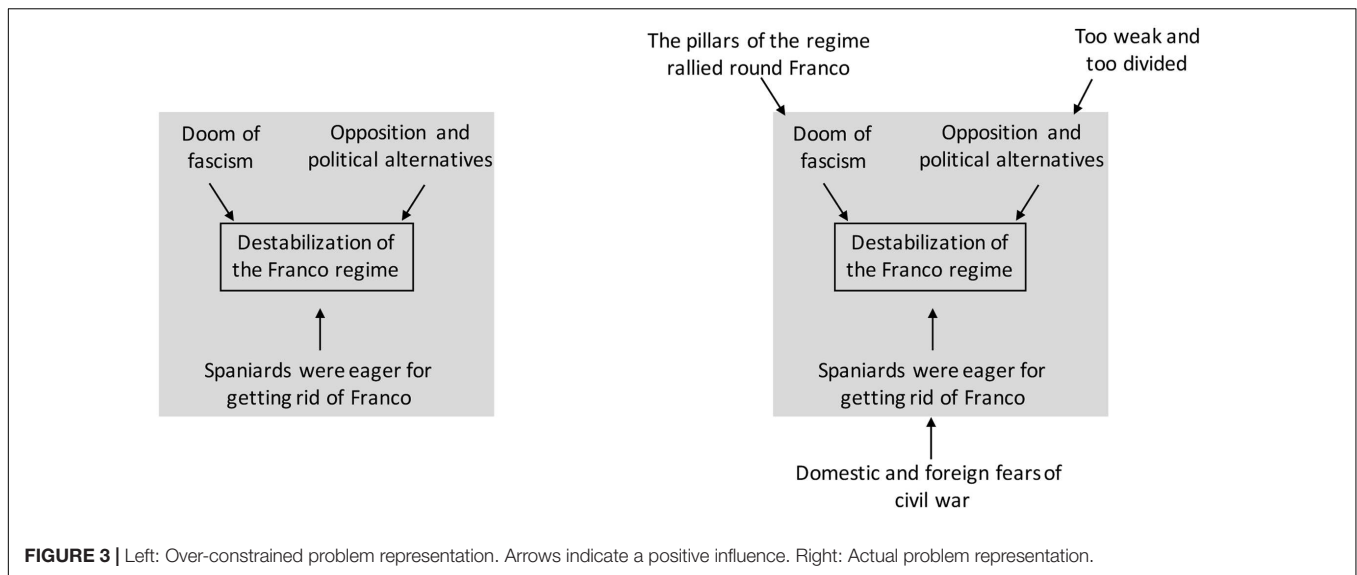 The pillars of the regime
rallied round Franco
Too weak and
too divided
Doom of
fascism
Opposition and
political alternatives
Destabilization of
the Franco regime
Spaniards were eager for
getting rid of Franco
Doom of
fascism
Opposition and
political alternatives
Destabilization of
the Franco regime
Spaniards were eager for
getting rid of Franco
Domestic and foreign fears of
civil war
FIGURE 3 | Left: Over-constrained problem representation. Arrows indicate a positive influence. Right: Actual problem representation.